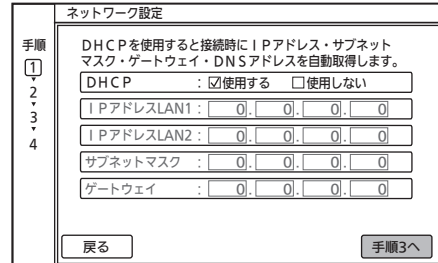 ネットワーク設定
手順
1
2
3
4
DHCPを使用すると接続時にIPアドレス・サブネット
マスク・ゲートウェイ・DNSアドレスを自動取得します。
DHCP : ☑使用する □使用しない
IPアドレスLAN1 : 0. 0. 0. 0
IPアドレスLAN2 : 0. 0. 0. 0
サブネットマスク : 0. 0. 0. 0
ゲートウェイ : 0. 0. 0. 0
戻る
手順3へ